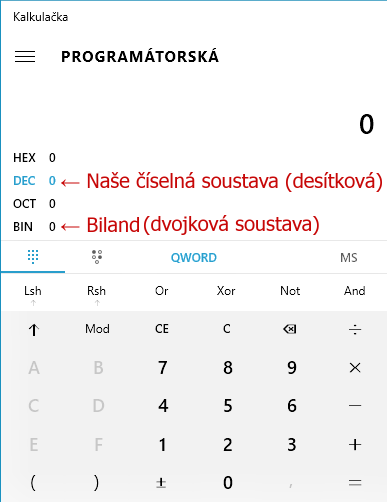 Kalkulačka
PROGRAMÁTORSKÁ
0
HEX 0
DEC 0 ← Naše číselná soustava (desítková)
OCT 0
BIN 0 ← Biland (dvojková soustava)
QWORD MS
Lsh Rsh Or Xor Not And
↑ Mod CE C ÷
A B 7 8 9 ×
C D 4 5 6 −
E F 1 2 3 +
( ) ± 0 , =